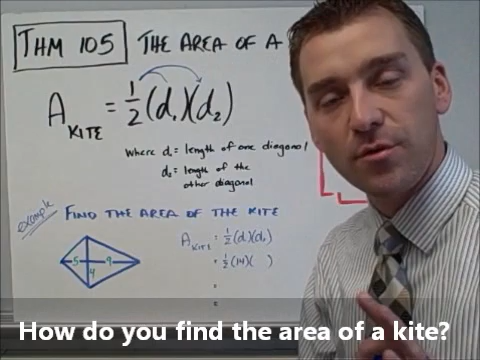 THM 105 THE AREA OF A
A KITE = 1/2 (d₁)(d₂)
Where d₁ = length of one diagonal
d₂ = length of the
other diagonal
example FIND THE AREA OF THE KITE
A KITE = 1/2 (d₁)(d₂)
5 9 = 1/2 (14)( )
4 =
=
How do you find the area of a kite?